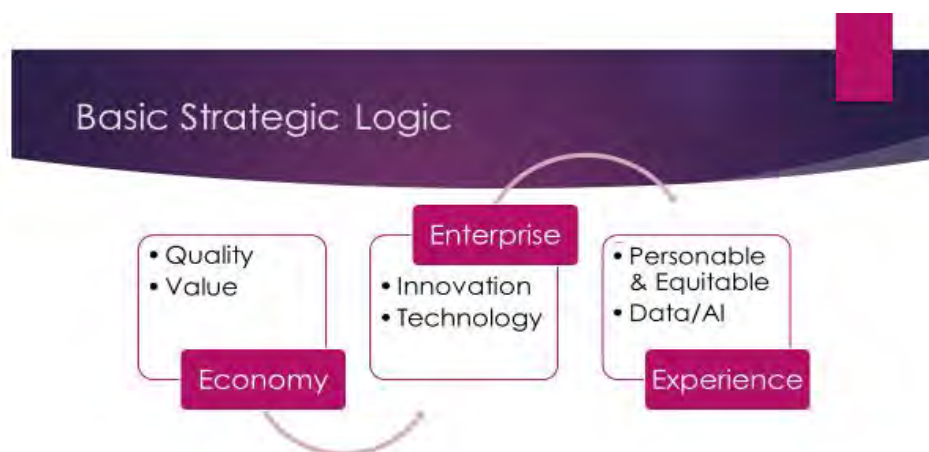 Basic Strategic Logic
• Quality
• Value
Economy
Enterprise
• Innovation
• Technology
• Personable
& Equitable
• Data/AI
Experience